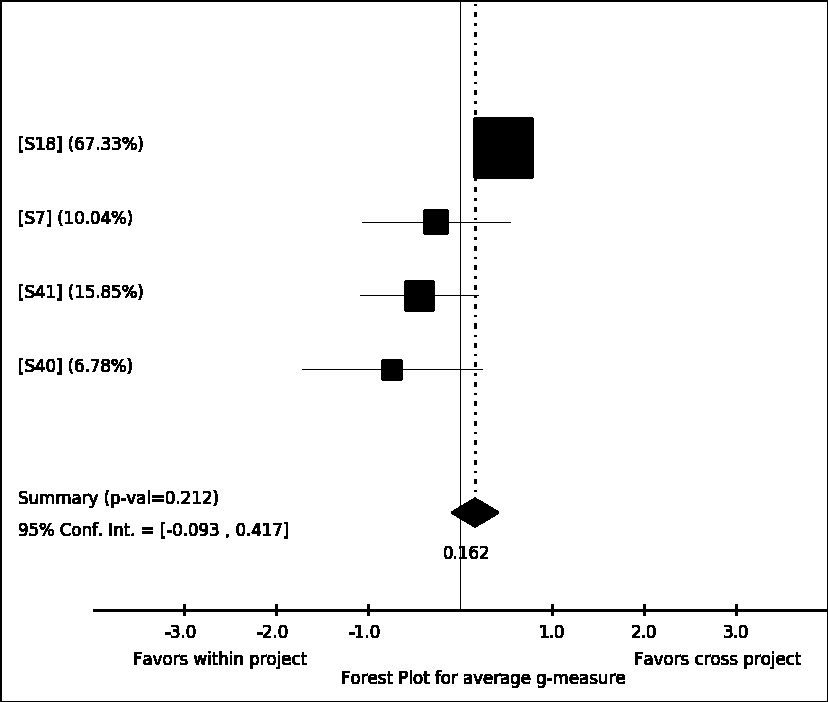 [S18] (67.33%)
[S7] (10.04%)
[S41] (15.85%)
[S40] (6.78%)
Summary (p-val=0.212)
95% Conf. Int. = [-0.093 , 0.417]
0.162
-3.0 -2.0 -1.0 1.0 2.0 3.0
Favors within project Favors cross project
Forest Plot for average g-measure